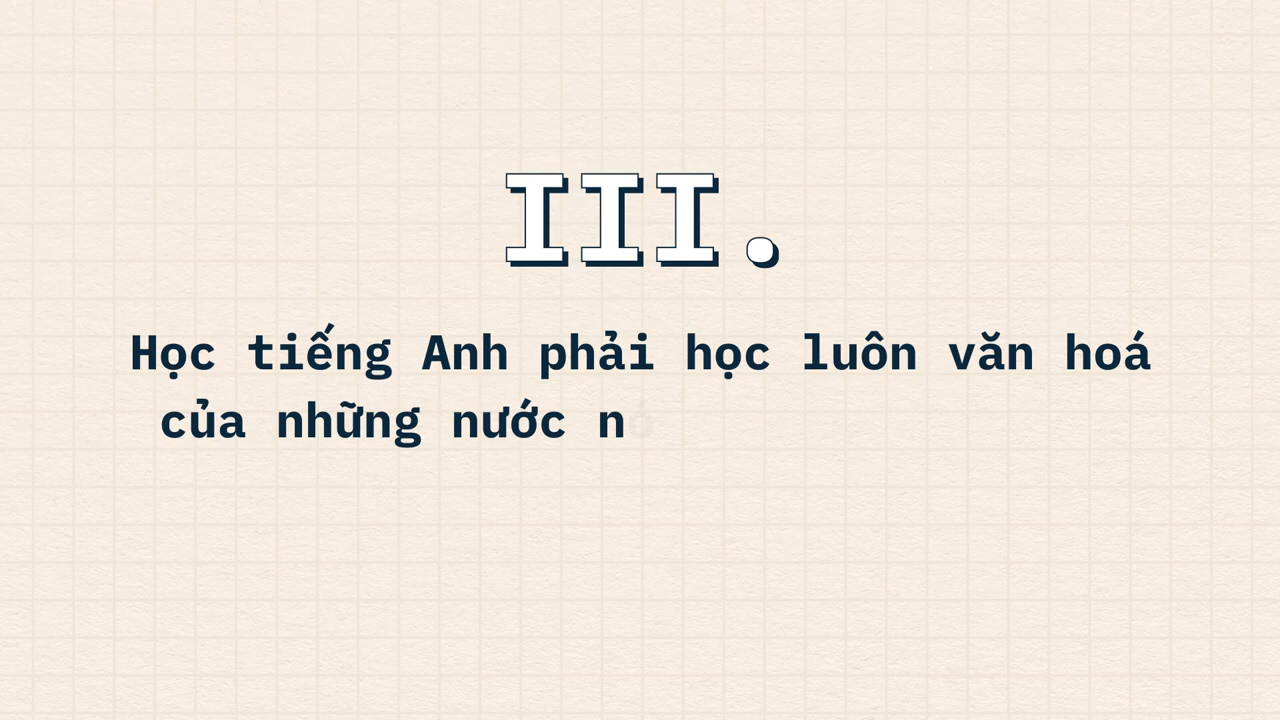 III.
Học tiếng Anh phải học luôn văn hoá
của những nước n